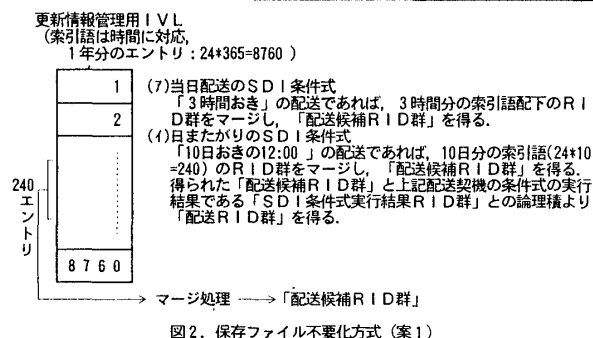 更新情報管理用ＩＶＬ
(索引語は時間に対応,
１年分のエントリ：24*365=8760 )
1
2
8 7 6 0
240
エントリ
(ｱ)当日配送のＳＤＩ条件式
「３時間おき」の配送であれば，３時間分の索引語配下のＲＩ
Ｄ群をマージし，「配送候補ＲＩＤ群」を得る．
(ｲ)日またがりのＳＤＩ条件式
「10日おきの12:00 」の配送であれば，10日分の索引語(24*10
=240) のＲＩＤ群をマージし，「配送候補ＲＩＤ群」を得る．
得られた「配送候補ＲＩＤ群」と上記配送契機の条件式の実行
結果である「ＳＤＩ条件式実行結果ＲＩＤ群」との論理積より
「配送ＲＩＤ群」を得る．
マージ処理 ──→「配送候補ＲＩＤ群」
図２．保存ファイル不要化方式（案１）